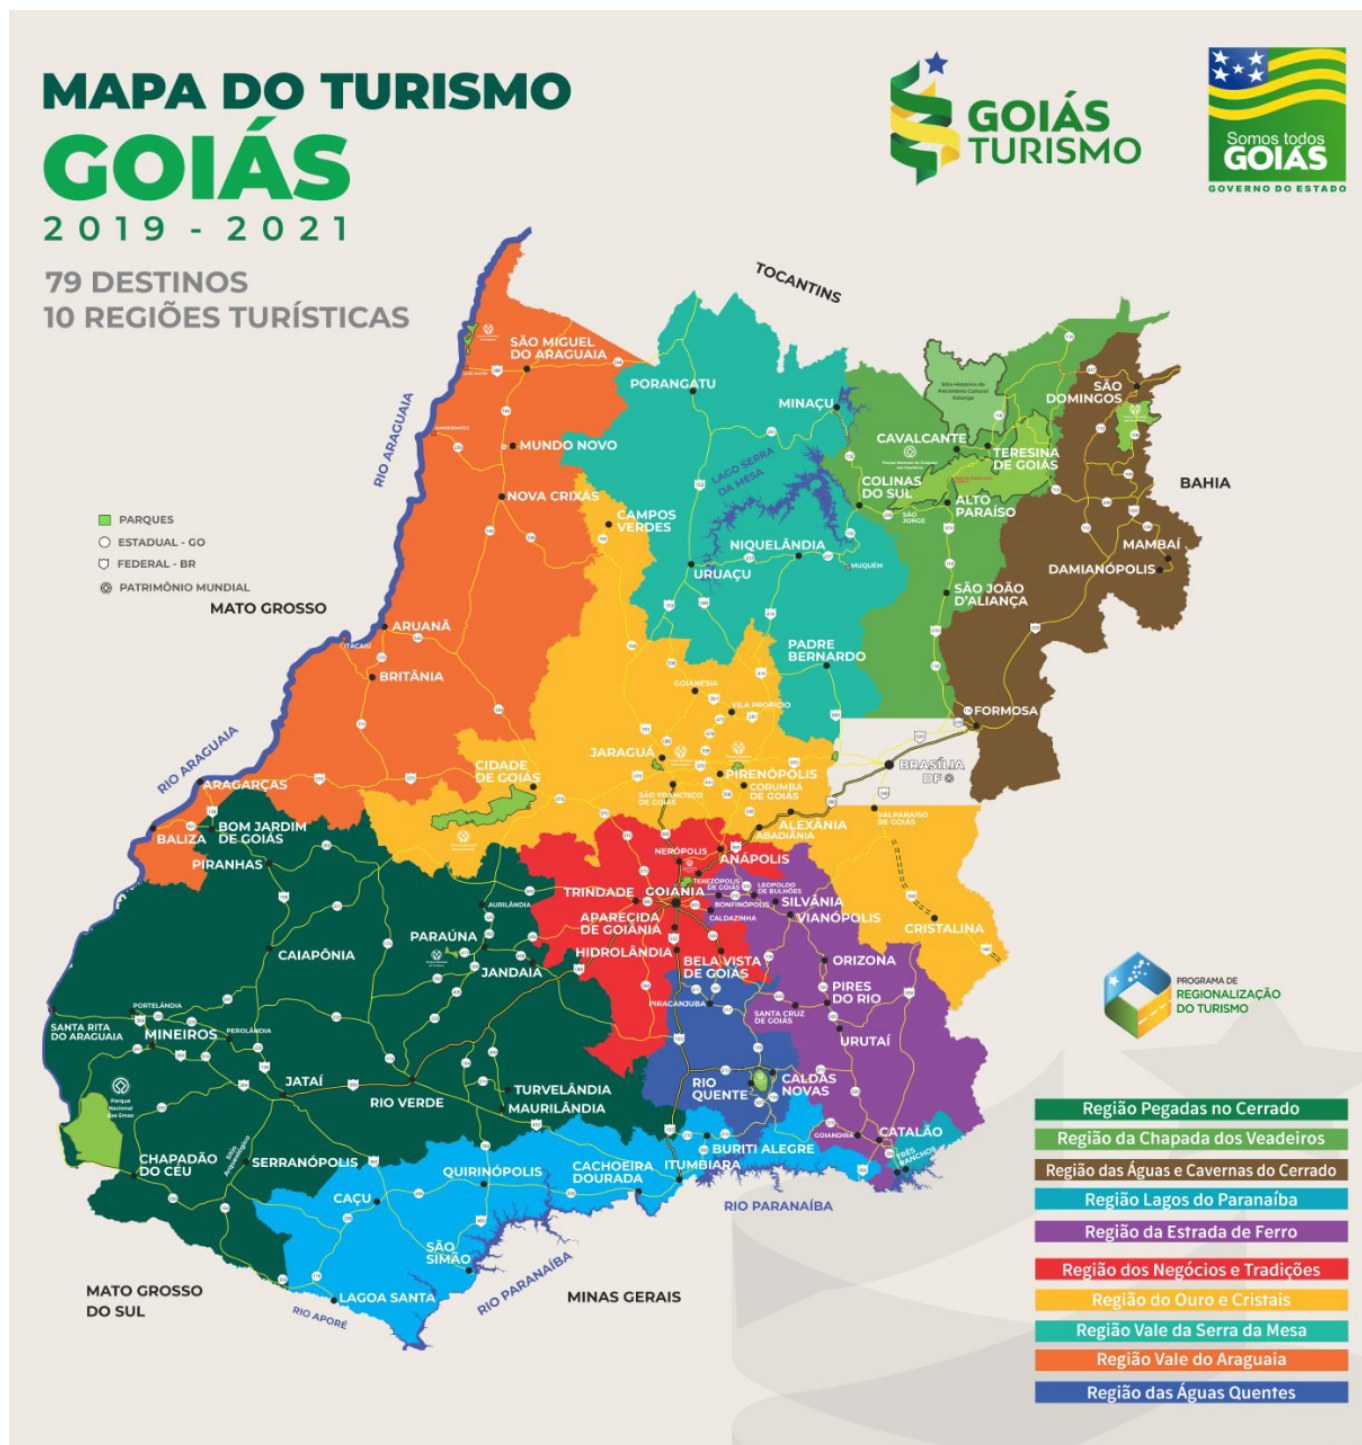 MAPA DO TURISMO
GOIÁS
2019 - 2021
79 DESTINOS
10 REGIÕES TURÍSTICAS
GOIÁS
TURISMO
Somos todos
GOIÁS
GOVERNO DO ESTADO
TOCANTINS
RIO ARAGUAIA
SÃO MIGUEL
DO ARAGUAIA
PORANGATU
MINAÇU
SÃO
DOMINGOS
MUNDO NOVO
CAVALCANTE
TERESINA
DE GOIÁS
LAGO SERRA
DA MESA
BAHIA
NOVA CRIXÁS
COLINAS
DO SUL
ALTO
PARAÍSO
SÃO
JORGE
CAMPOS
VERDES
PARQUES
ESTADUAL - GO
FEDERAL - BR
PATRIMÔNIO MUNDIAL
NIQUELÂNDIA
MAMBAÍ
MUQUÉM
URUAÇU
DAMIANÓPOLIS
SÃO JOÃO
D'ALIANÇA
MATO GROSSO
ARUANÃ
ITACAIÚ
PADRE
BERNARDO
BRITÂNIA
GOIANÉSIA
VILA PROPÍCIO
FORMOSA
RIO ARAGUAIA
JARAGUÁ
CIDADE
DE GOIÁS
BRASÍLIA
DF
ARAGARÇAS
PIRENÓPOLIS
CORUMBÁ
DE GOIÁS
SÃO FRANCISCO
DE GOIÁS
VALPARAÍSO
DE GOIÁS
BALIZA
BOM JARDIM
DE GOIÁS
ALEXÂNIA
ABADIÂNIA
PIRANHAS
NERÓPOLIS
ANÁPOLIS
TEREZÓPOLIS
DE GOIÁS
LEOPOLDO
DE BULHÕES
TRINDADE
GOIÂNIA
BONFINÓPOLIS
SILVÂNIA
AURILÂNDIA
APARECIDA
DE GOIÂNIA
CALDAZINHA
VIANÓPOLIS
CRISTALINA
PARAÚNA
CAIAPÔNIA
HIDROLÂNDIA
BELA VISTA
DE GOIÁS
ORIZONA
JANDAIA
PIRES
DO RIO
PROGRAMA DE
REGIONALIZAÇÃO
DO TURISMO
PORTELÂNDIA
PIRACANJUBA
SANTA CRUZ
DE GOIÁS
SANTA RITA
DO ARAGUAIA
MINEIROS
PEROLÂNDIA
URUTAÍ
JATAÍ
RIO VERDE
TURVELÂNDIA
MAURILÂNDIA
RIO
QUENTE
CALDAS
NOVAS
Parque
Nacional
das Emas
GOIANDIRA
CATALÃO
CHAPADÃO
DO CÉU
Sítio
Arqueológico
SERRANÓPOLIS
QUIRINÓPOLIS
CACHOEIRA
DOURADA
BURITI ALEGRE
ITUMBIARA
TRÊS
RANCHOS
CAÇU
RIO PARANAÍBA
SÃO
SIMÃO
RIO PARANAÍBA
MATO GROSSO
DO SUL
RIO APORÉ
LAGOA SANTA
MINAS GERAIS
Região Pegadas no Cerrado
Região da Chapada dos Veadeiros
Região das Águas e Cavernas do Cerrado
Região Lagos do Paranaíba
Região da Estrada de Ferro
Região dos Negócios e Tradições
Região do Ouro e Cristais
Região Vale da Serra da Mesa
Região Vale do Araguaia
Região das Águas Quentes